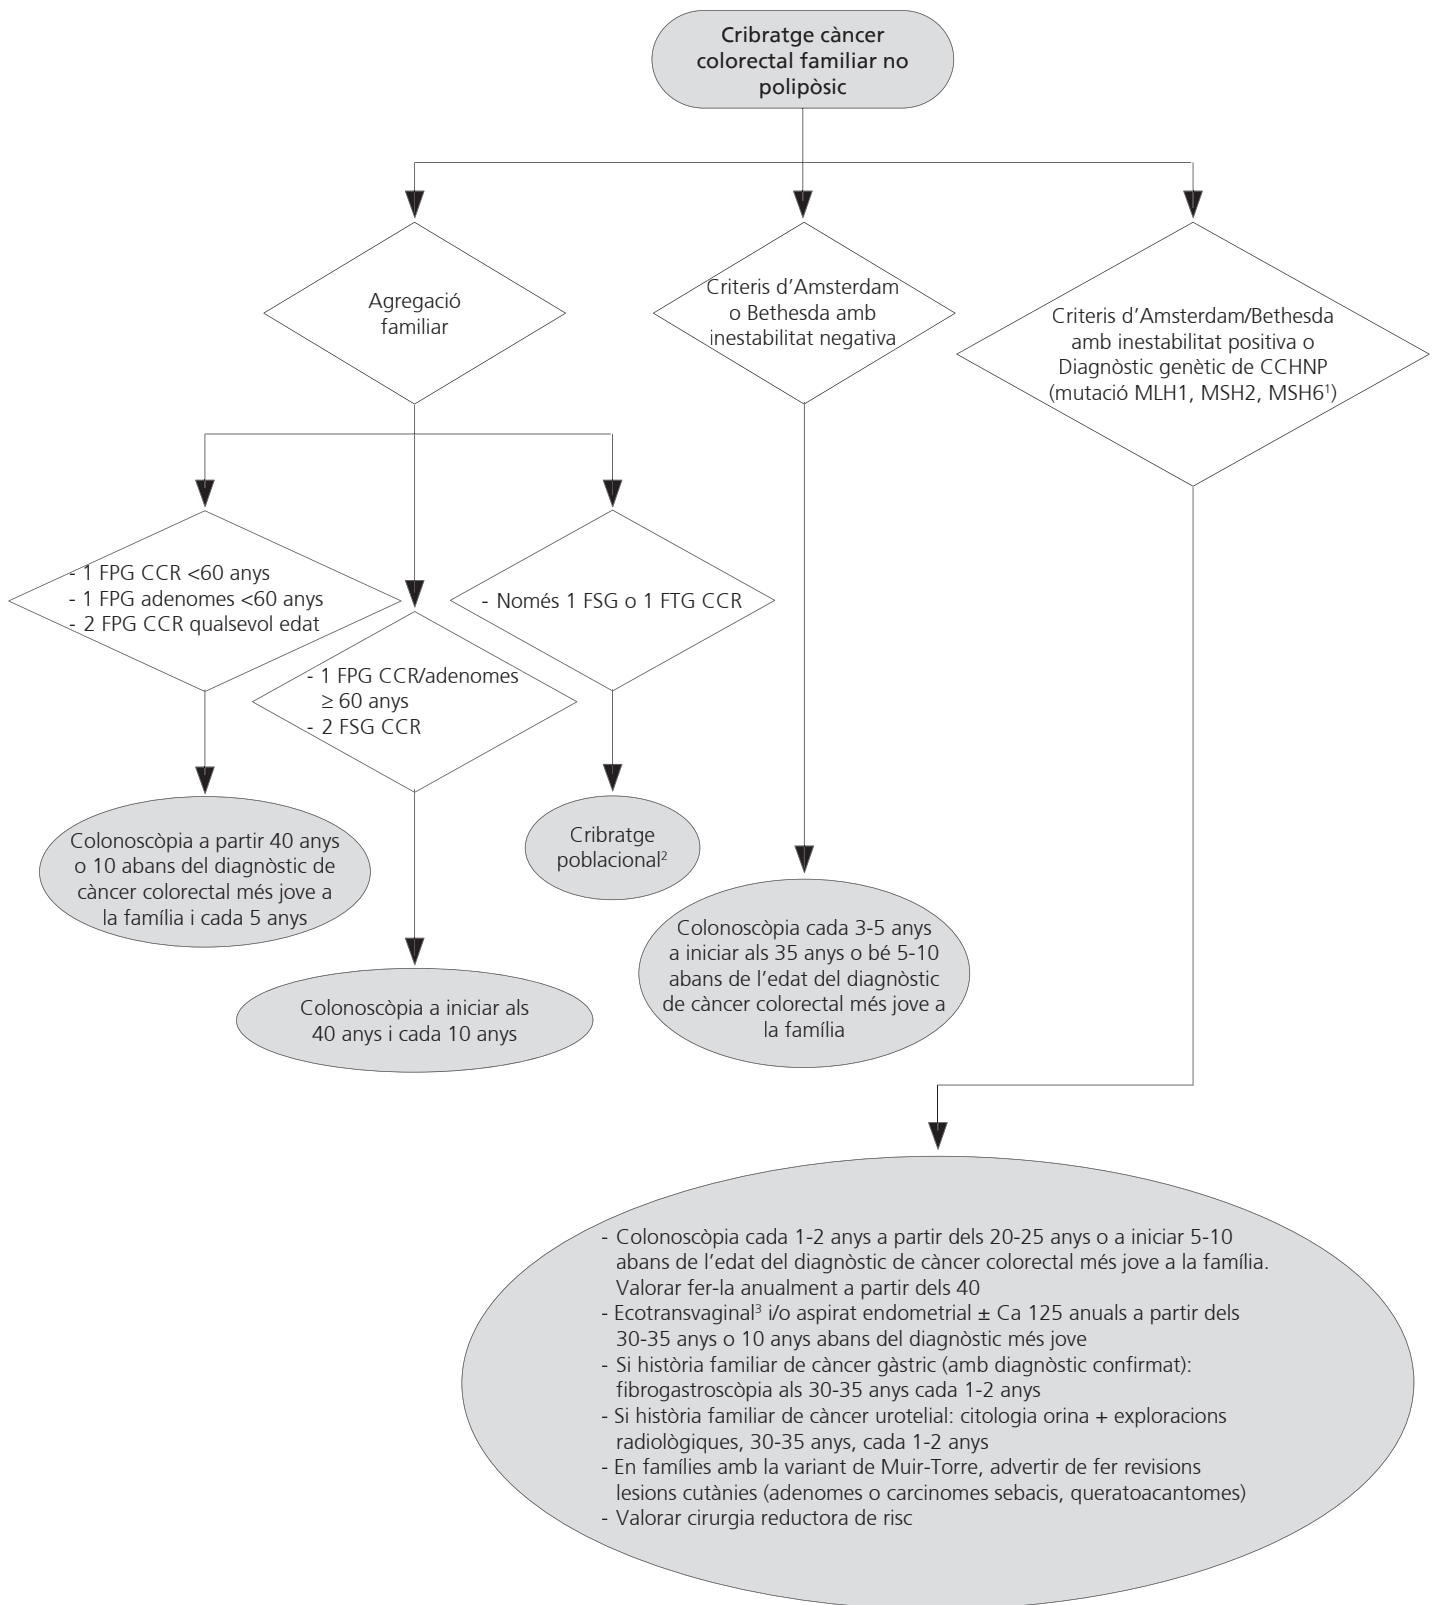 Cribratge càncer
colorectal familiar no
polipòsic
Agregació
familiar
Criteris d'Amsterdam
o Bethesda amb
inestabilitat negativa
Criteris d'Amsterdam/Bethesda
amb inestabilitat positiva o
Diagnòstic genètic de CCHNP
(mutació MLH1, MSH2, MSH6¹)
- 1 FPG CCR <60 anys
- 1 FPG adenomes <60 anys
- 2 FPG CCR qualsevol edat
- 1 FPG CCR/adenomes
≥ 60 anys
- 2 FSG CCR
- Només 1 FSG o 1 FTG CCR
Colonoscòpia a partir 40 anys
o 10 abans del diagnòstic de
càncer colorectal més jove a
la família i cada 5 anys
Colonoscòpia a iniciar als
40 anys i cada 10 anys
Cribratge
poblacional²
Colonoscòpia cada 3-5 anys
a iniciar als 35 anys o bé 5-10
abans de l'edat del diagnòstic
de càncer colorectal més jove a
la família
- Colonoscòpia cada 1-2 anys a partir dels 20-25 anys o a iniciar 5-10
abans de l'edat del diagnòstic de càncer colorectal més jove a la família.
Valorar fer-la anualment a partir dels 40
- Ecotransvaginal³ i/o aspirat endometrial ± Ca 125 anuals a partir dels
30-35 anys o 10 anys abans del diagnòstic més jove
- Si història familiar de càncer gàstric (amb diagnòstic confirmat):
fibrogastroscòpia als 30-35 anys cada 1-2 anys
- Si història familiar de càncer urotelial: citologia orina + exploracions
radiològiques, 30-35 anys, cada 1-2 anys
- En famílies amb la variant de Muir-Torre, advertir de fer revisions
lesions cutànies (adenomes o carcinomes sebacis, queratoacantomes)
- Valorar cirurgia reductora de risc